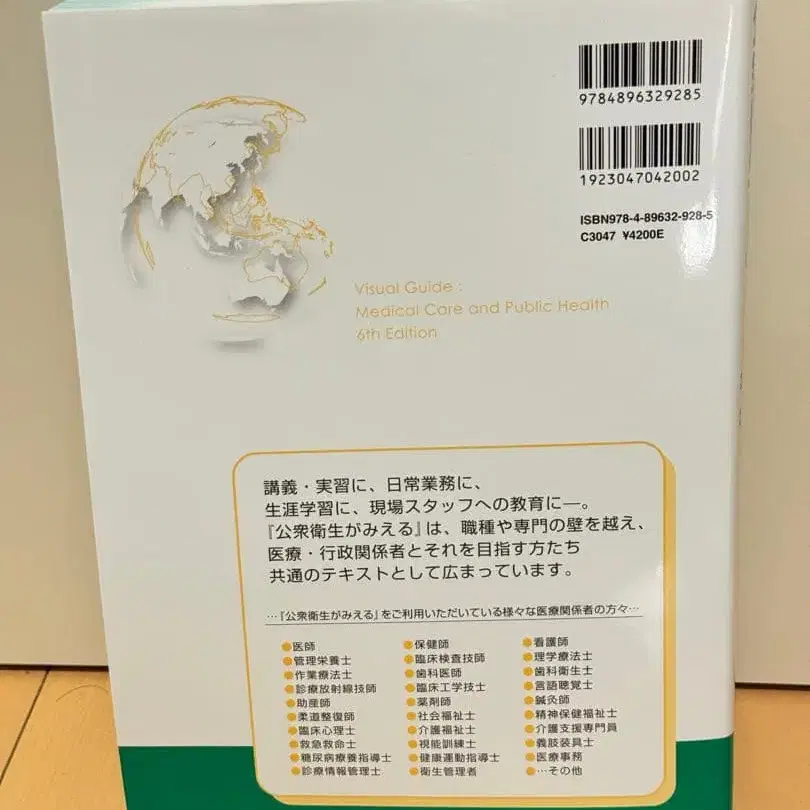 9784896329285
1923047042002
ISBN978-4-89632-928-5
C3047 ¥4200E
Visual Guide :
Medical Care and Public Health
6th Edition
講義・実習に、日常業務に、
生涯学習に、現場スタッフへの教育に―。
『公衆衛生がみえる』は、職種や専門の壁を越え、
医療・行政関係者とそれを目指す方たち
共通のテキストとして広まっています。
…『公衆衛生がみえる』をご利用いただいている様々な医療関係者の方々…
●医師 ●保健師 ●看護師
●管理栄養士 ●臨床検査技師 ●理学療法士
●作業療法士 ●歯科医師 ●歯科衛生士
●診療放射線技師 ●臨床工学技士 ●言語聴覚士
●助産師 ●薬剤師 ●鍼灸師
●柔道整復師 ●社会福祉士 ●精神保健福祉士
●臨床心理士 ●介護福祉士 ●介護支援専門員
●救急救命士 ●視能訓練士 ●義肢装具士
●糖尿病療養指導士 ●健康運動指導士 ●医療事務
●診療情報管理士 ●衛生管理者 ●…その他